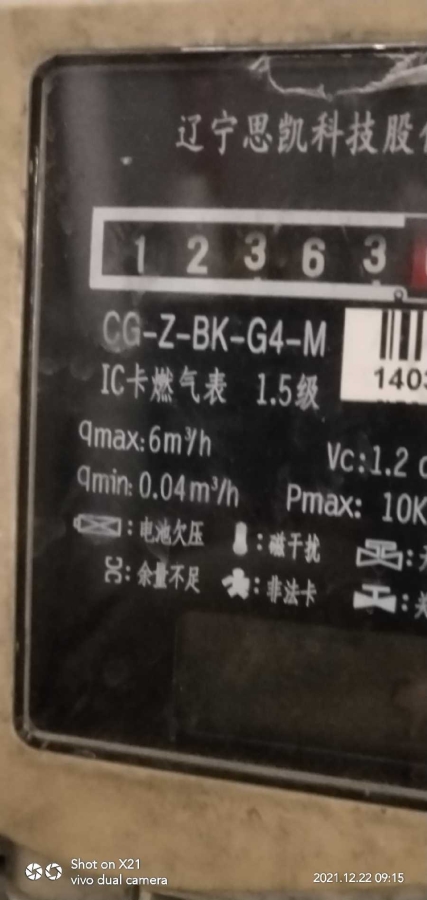 辽宁思凯科技股
1 2 3 6 3
CG-Z-BK-G4-M
IC卡燃气表 1.5级
1403
qmax:6m³/h
Vc:1.2
qmin:0.04m³/h
Pmax: 10K
:电池欠压 :磁干扰
:余量不足 :非法卡 :关
Shot on X21
vivo dual camera
2021.12.22 09:15